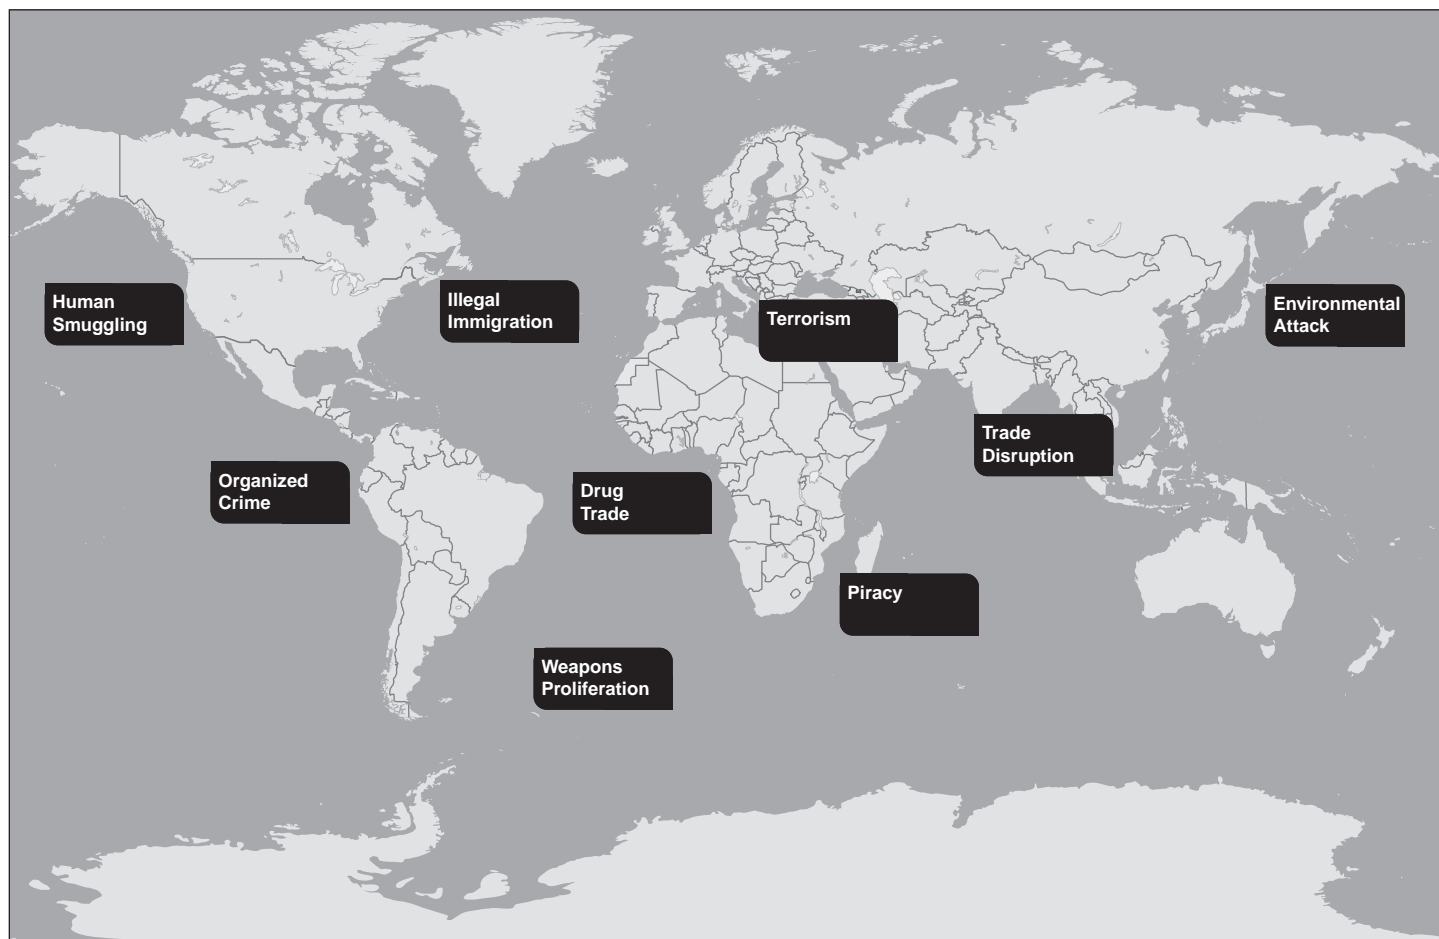 Human
Smuggling
Illegal
Immigration
Terrorism
Environmental
Attack
Trade
Disruption
Organized
Crime
Drug
Trade
Piracy
Weapons
Proliferation